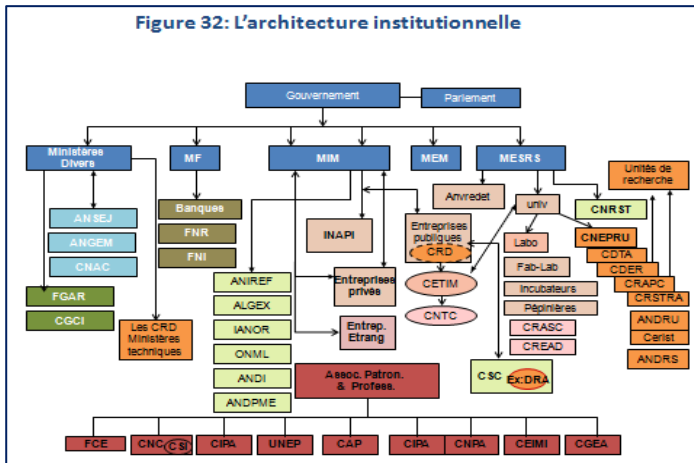 Figure 32: L'architecture institutionnelle
Gouvernement
Parlement
Ministères
Divers
MF
MIM
MEM
MESRS
Unités de
recherche
ANSEJ
ANGEM
CNAC
FGAR
CGCI
Les CRD
Ministères
techniques
Banques
FNR
FNI
ANIREF
ALGEX
IANOR
ONML
ANDI
ANDPME
INAPI
Entreprises
privés
Entrep.
Etrang
Entreprises
publiques
CRD
CETIM
CNTC
Anvredet
univ
CNRST
Labo
Fab-Lab
Incubateurs
Pépinières
CRASC
CREAD
CNEPRU
CDTA
CDER
CRAPC
CRSTRA
ANDRU
Cerist
ANDRS
CSC
Ex:DRA
Assoc. Patron.
& Profess.
FCE
CNC
CSI
CIPA
UNEP
CAP
CIPA
CNPA
CEIMI
CGEA